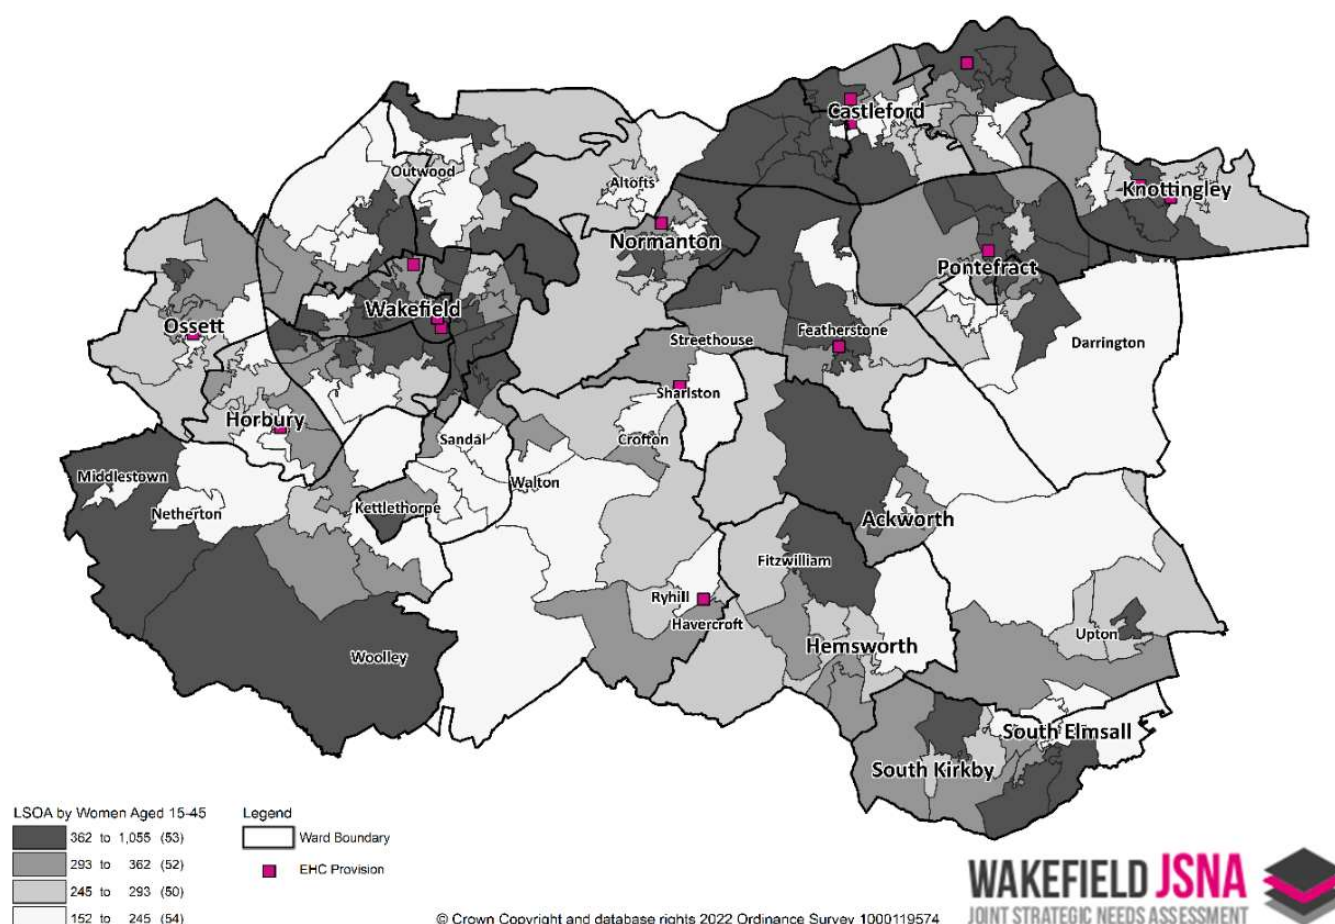 Castleford
Outwood
Altofts
Knottingley
Normanton
Pontefract
Wakefield
Ossett
Featherstone
Streethouse
Darrington
Sharlston
Horbury
Sandal
Crofton
Middlestown
Walton
Netherton
Kettlethorpe
Ackworth
Fitzwilliam
Ryhill
Havercroft
Upton
Hemsworth
Woolley
South Elmsall
South Kirkby
LSOA by Women Aged 15-45
362 to 1,055 (53)
293 to 362 (52)
245 to 293 (50)
152 to 245 (54)
Legend
Ward Boundary
EHC Provision
© Crown Copyright and database rights 2022 Ordinance Survey 1000119574
WAKEFIELD JSNA
JOINT STRATEGIC NEEDS ASSESSMENT